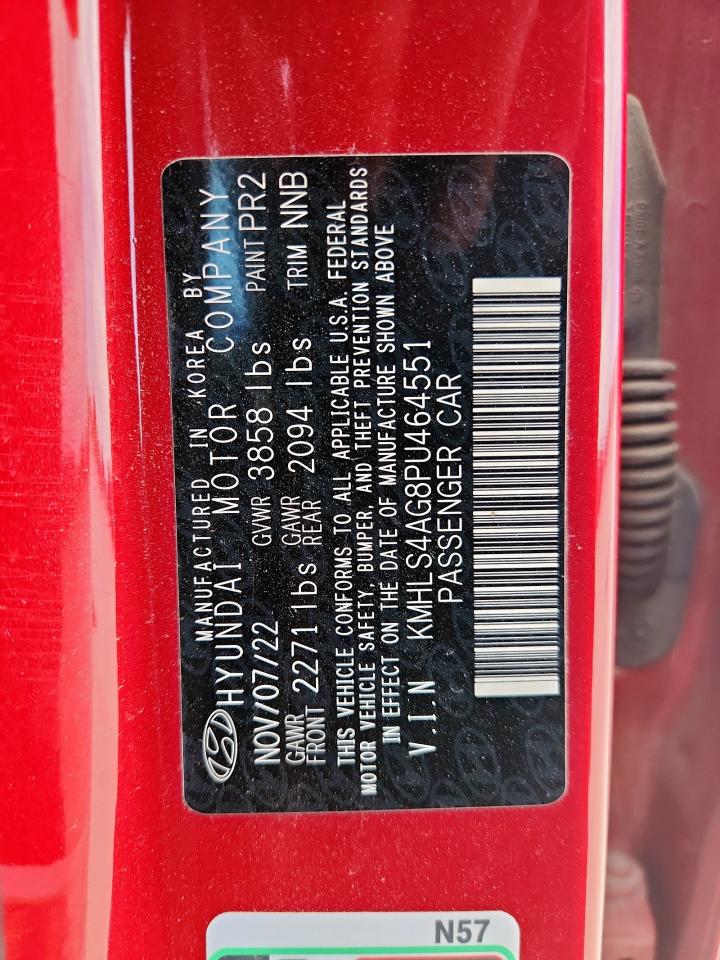 MANUFACTURED IN KOREA BY
HYUNDAI MOTOR COMPANY
NOV/07/22 GVWR 3858 lbs PAINT PR2
GAWR FRONT 2271 lbs GAWR REAR 2094 lbs TRIM NNB
THIS VEHICLE CONFORMS TO ALL APPLICABLE U.S.A. FEDERAL
MOTOR VEHICLE SAFETY, BUMPER, AND THEFT PREVENTION STANDARDS
IN EFFECT ON THE DATE OF MANUFACTURE SHOWN ABOVE
V.I.N KMHLS4AG8PU464551
PASSENGER CAR
N57